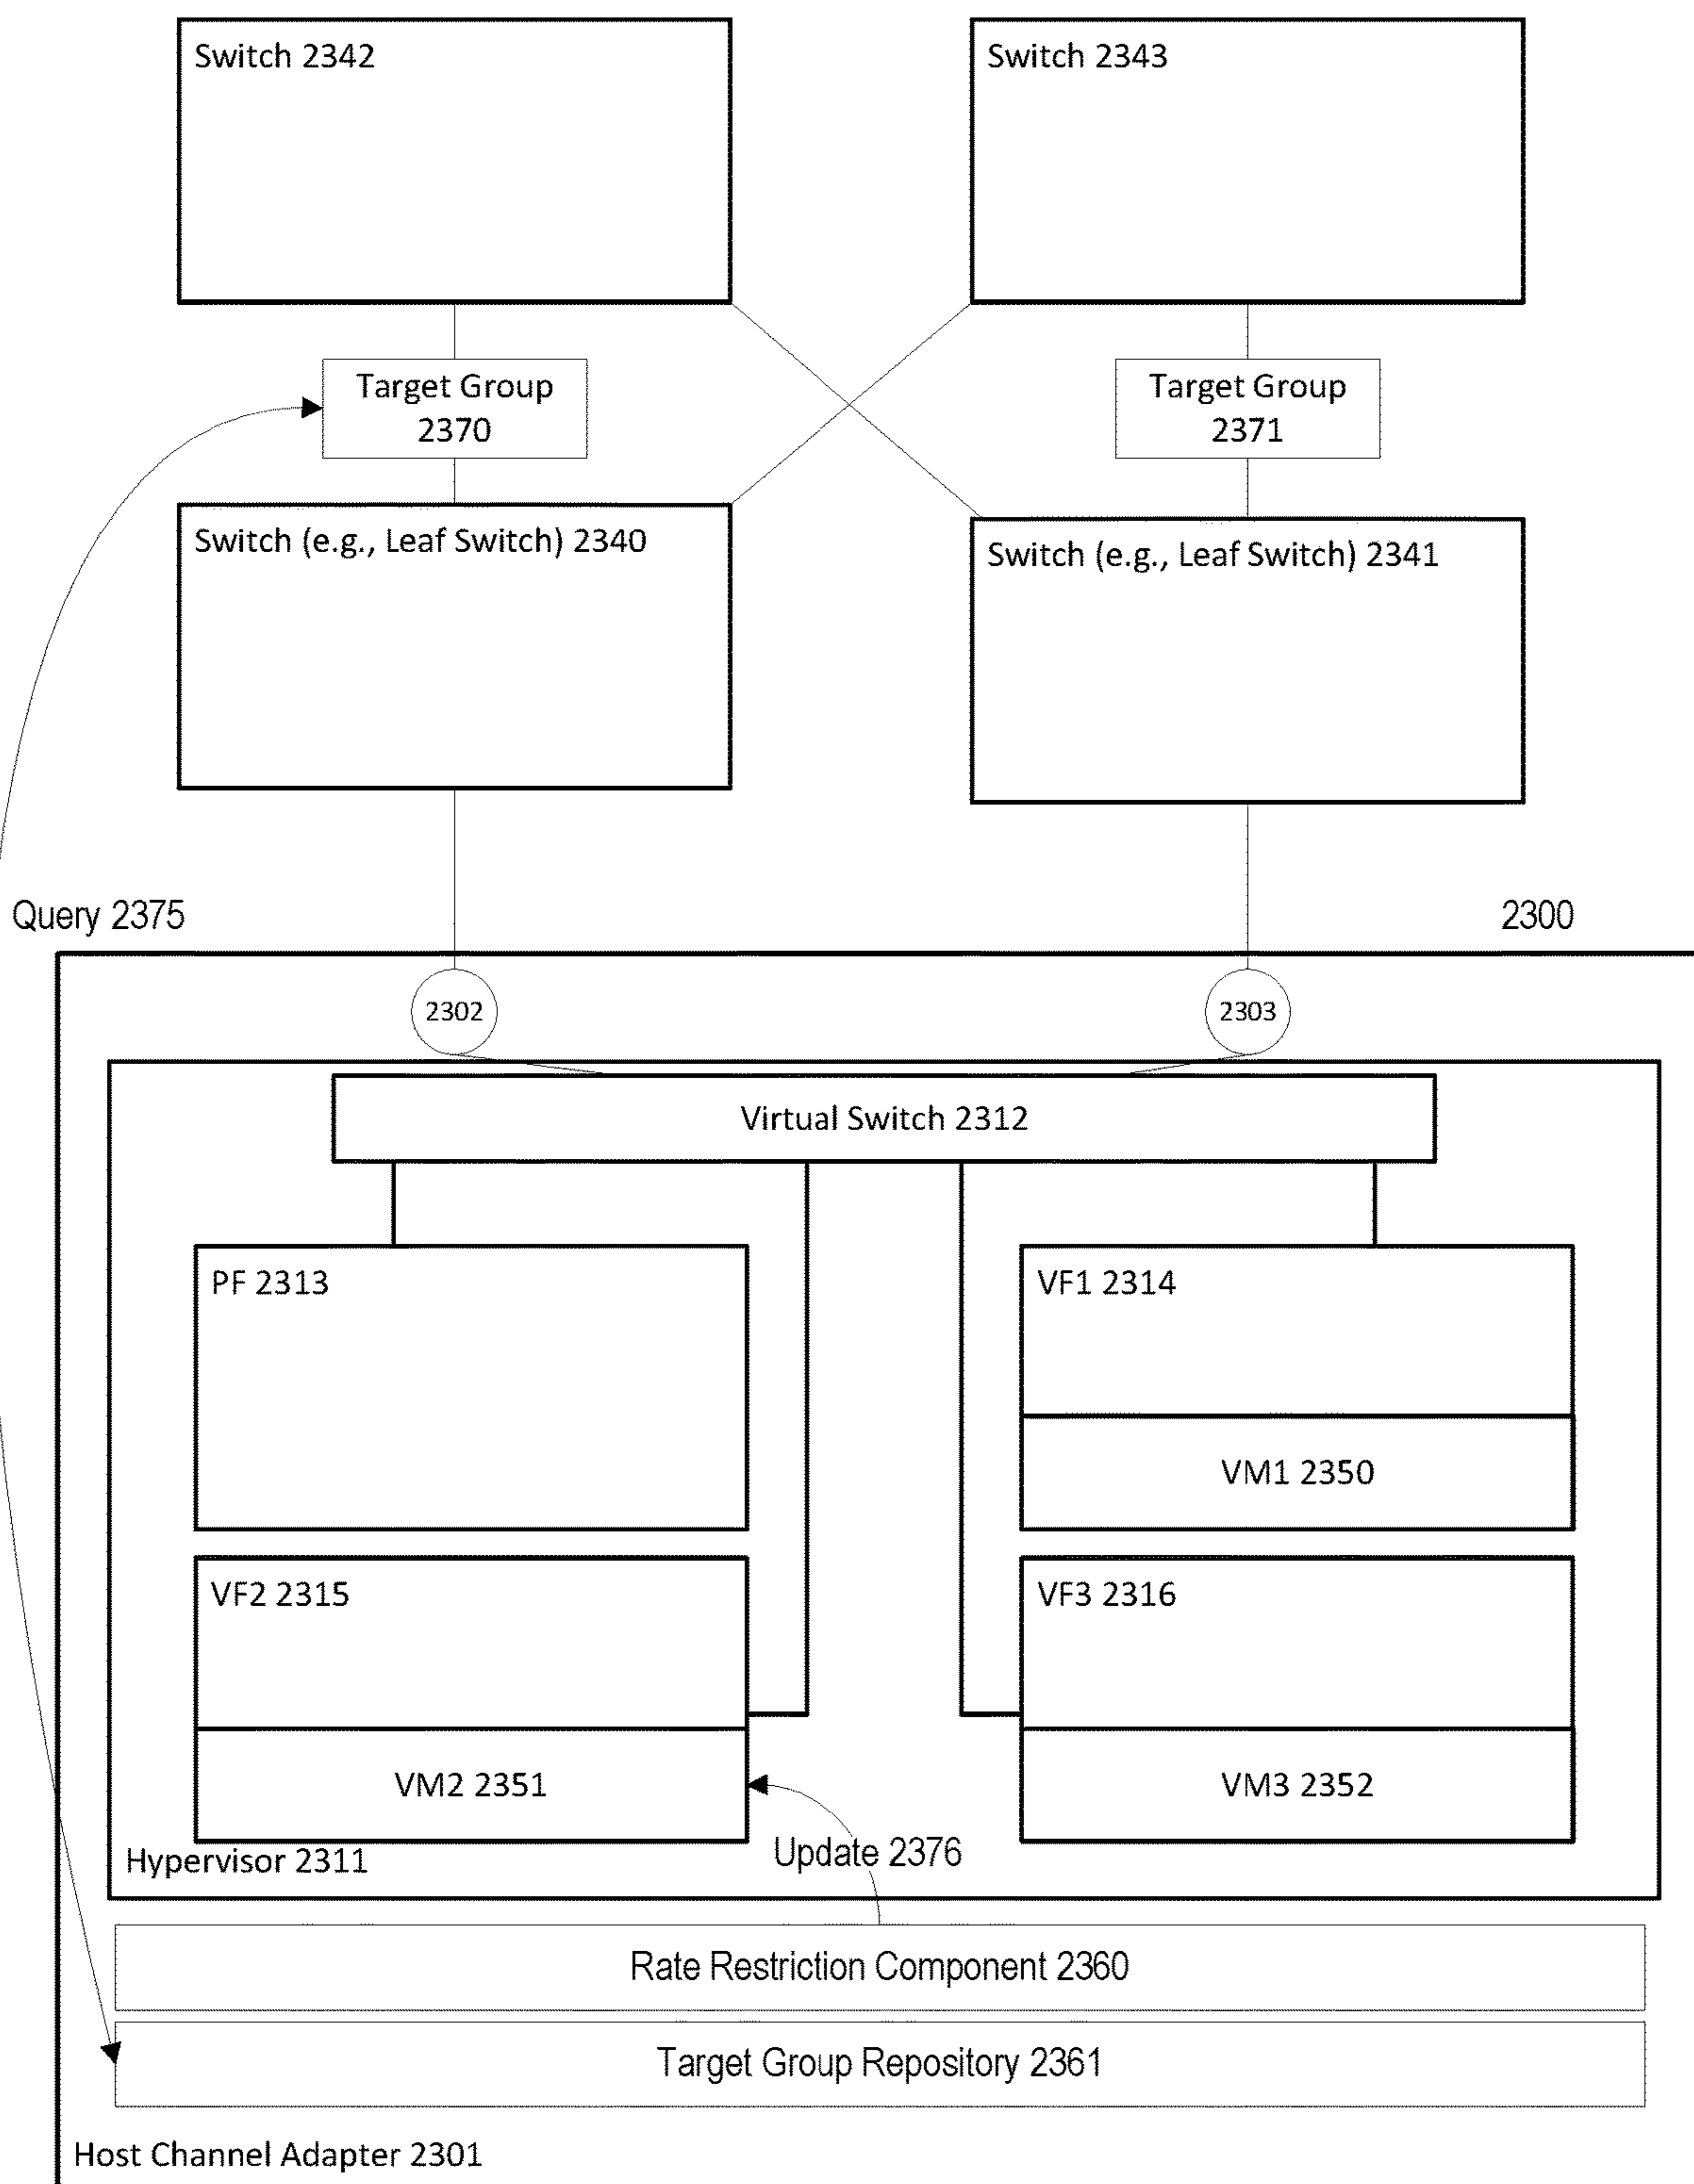 Switch 2342
Switch 2343
Target Group
2370
Target Group
2371
Switch (e.g., Leaf Switch) 2340
Switch (e.g., Leaf Switch) 2341
Query 2375
2300
2302
2303
Virtual Switch 2312
PF 2313
VF1 2314
VM1 2350
VF2 2315
VF3 2316
VM2 2351
VM3 2352
Update 2376
Hypervisor 2311
Rate Restriction Component 2360
Target Group Repository 2361
Host Channel Adapter 2301